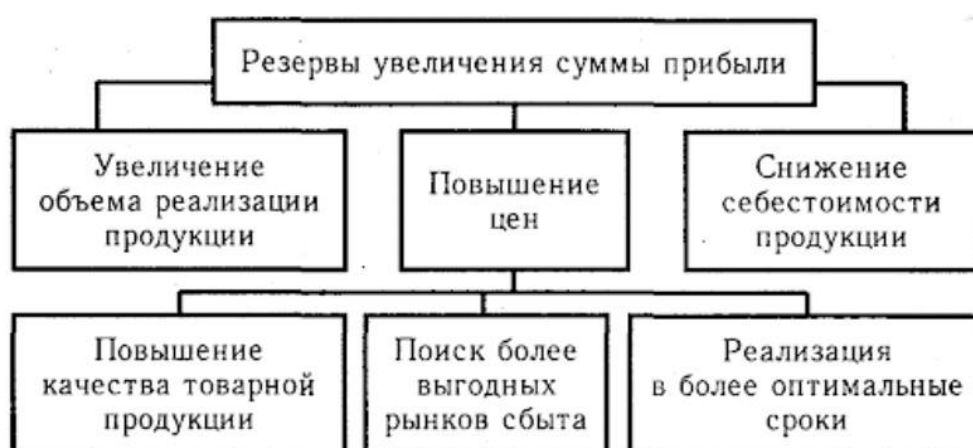 Резервы увеличения суммы прибыли
Увеличение
объема реализации
продукции
Повышение
цен
Снижение
себестоимости
продукции
Повышение
качества товарной
продукции
Поиск более
выгодных
рынков сбыта
Реализация
в более оптимальные
сроки